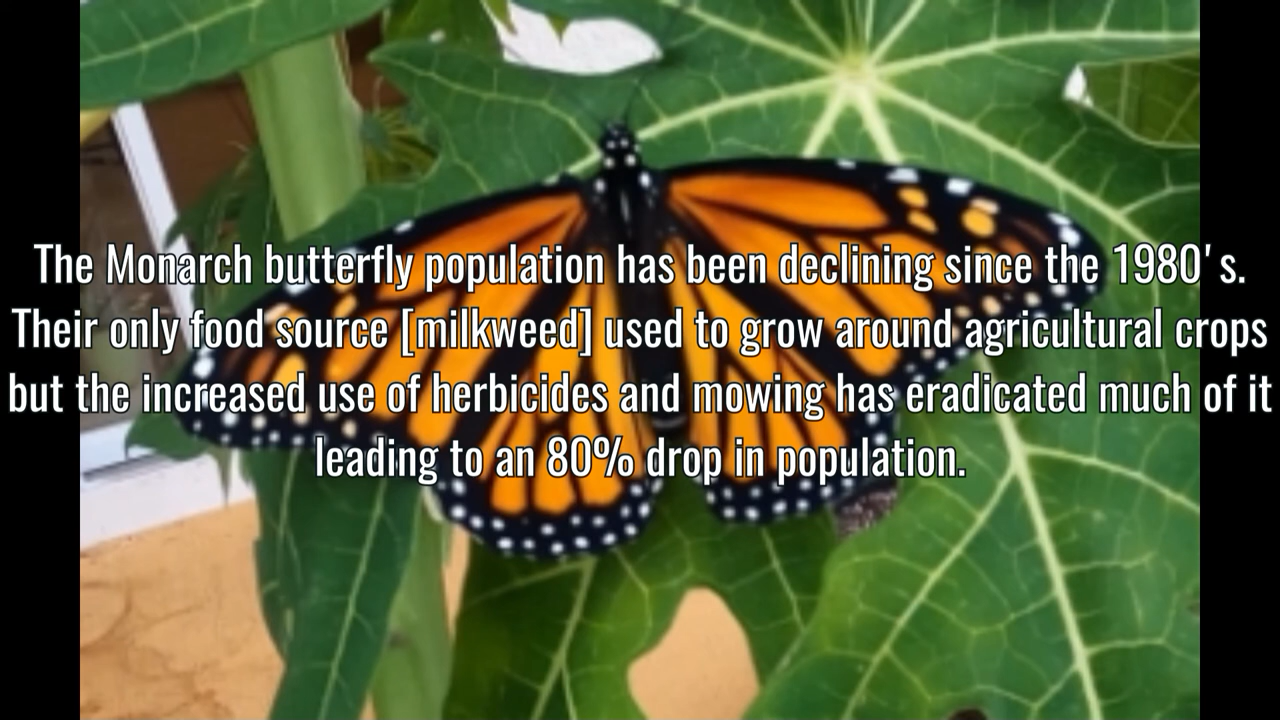 The Monarch butterfly population has been declining since the 1980's.
Their only food source [milkweed] used to grow around agricultural crops
but the increased use of herbicides and mowing has eradicated much of it
leading to an 80% drop in population.